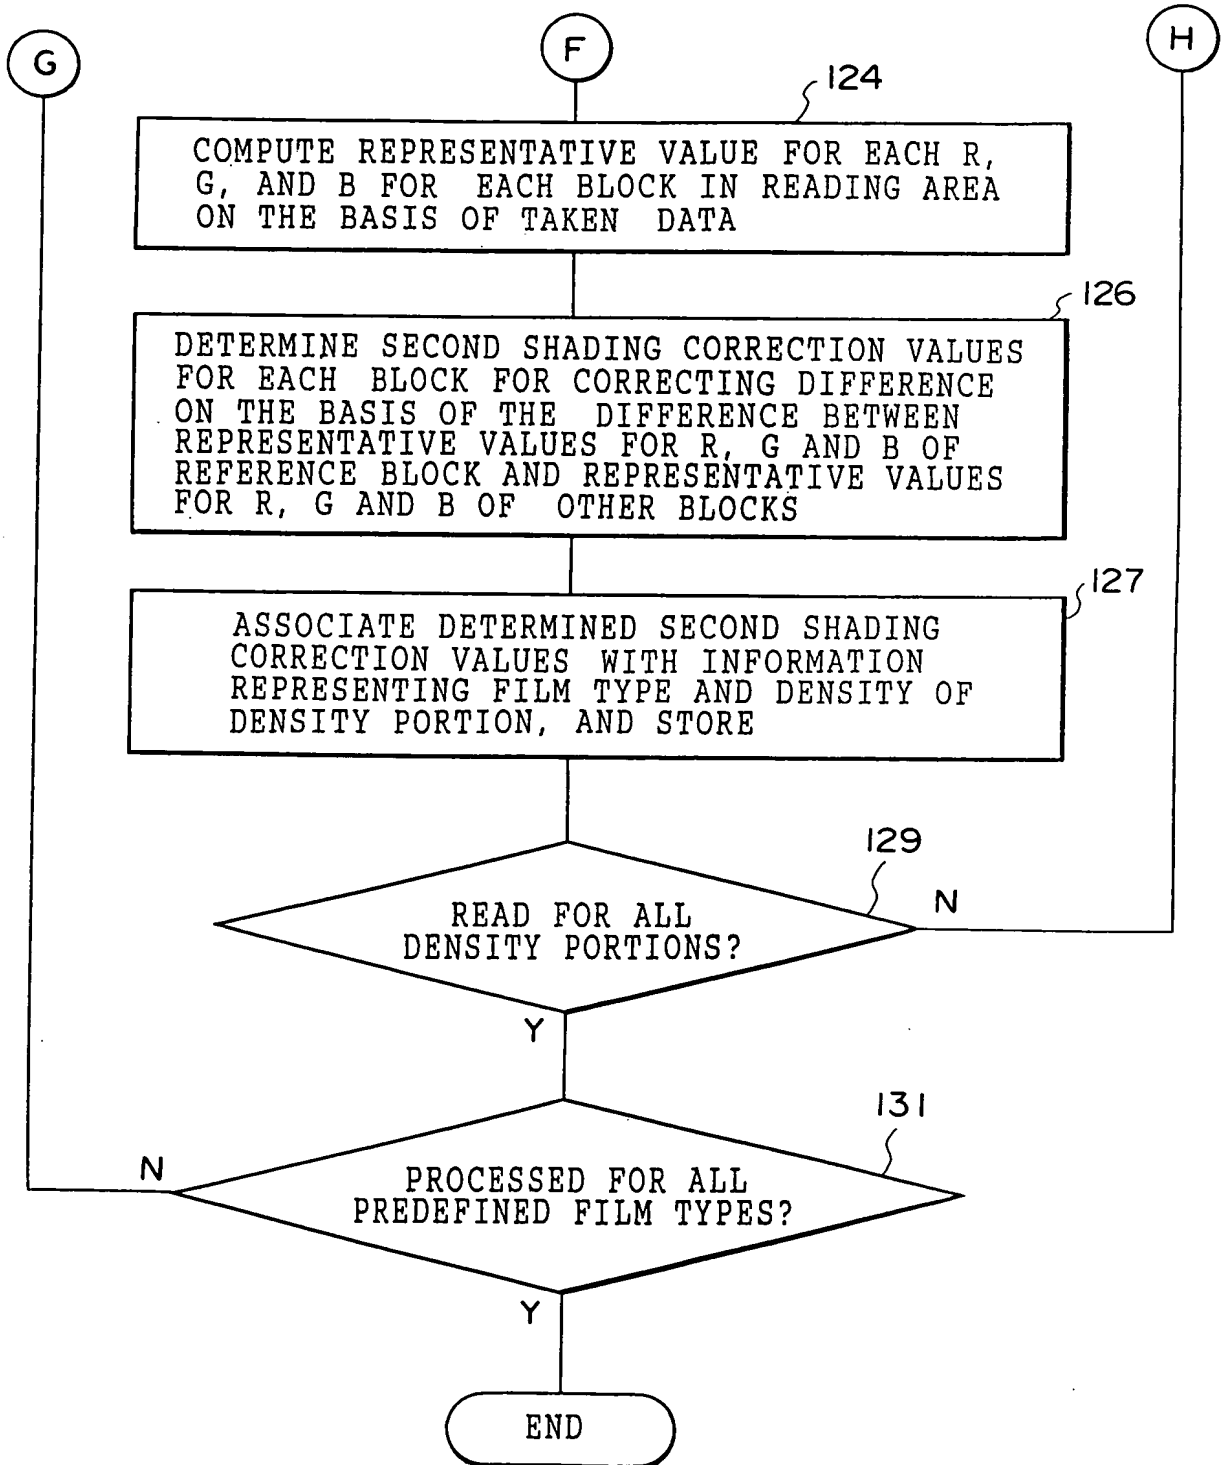 G
F
H
124
COMPUTE REPRESENTATIVE VALUE FOR EACH R,
G, AND B FOR EACH BLOCK IN READING AREA
ON THE BASIS OF TAKEN DATA
126
DETERMINE SECOND SHADING CORRECTION VALUES
FOR EACH BLOCK FOR CORRECTING DIFFERENCE
ON THE BASIS OF THE DIFFERENCE BETWEEN
REPRESENTATIVE VALUES FOR R, G AND B OF
REFERENCE BLOCK AND REPRESENTATIVE VALUES
FOR R, G AND B OF OTHER BLOCKS
127
ASSOCIATE DETERMINED SECOND SHADING
CORRECTION VALUES WITH INFORMATION
REPRESENTING FILM TYPE AND DENSITY OF
DENSITY PORTION, AND STORE
129
N
READ FOR ALL
DENSITY PORTIONS?
Y
131
N
PROCESSED FOR ALL
PREDEFINED FILM TYPES?
Y
END